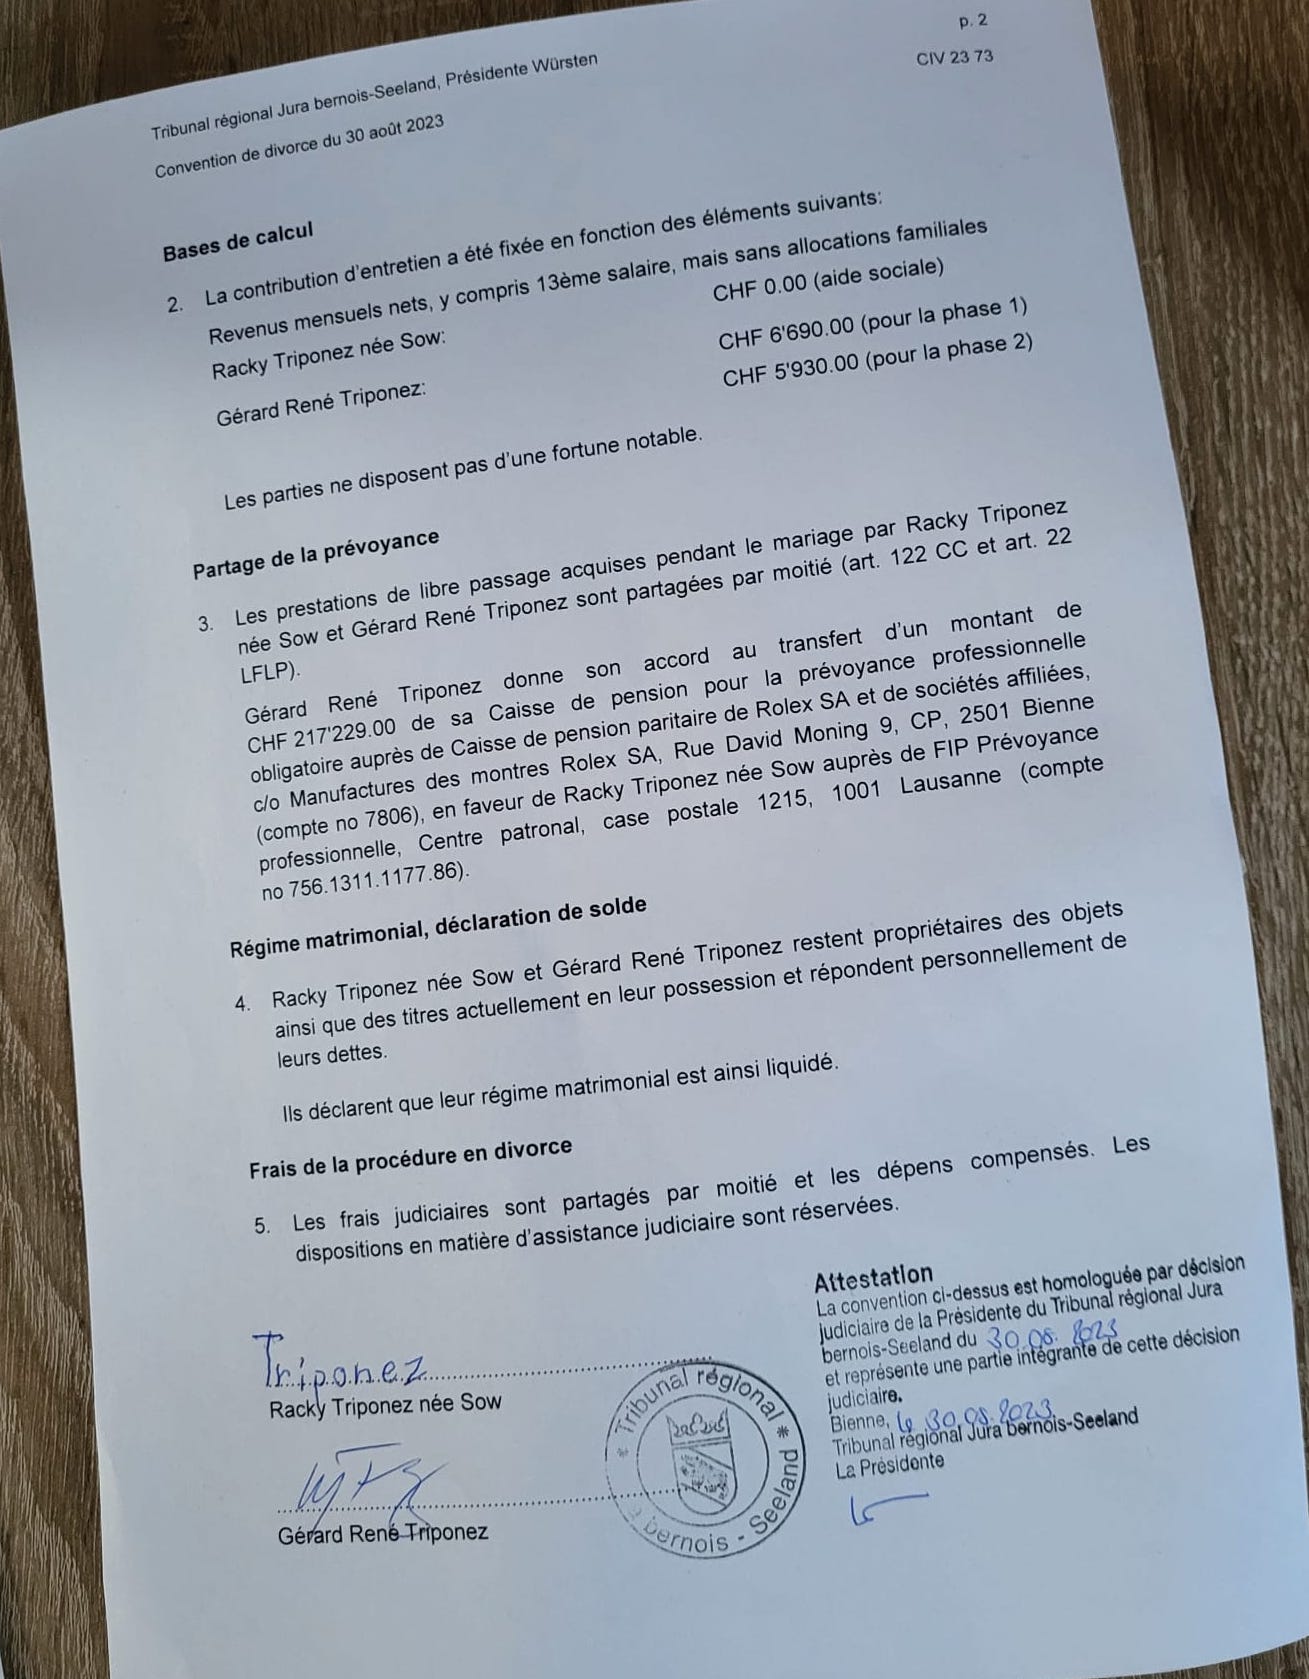 p. 2
Tribunal régional Jura bernois-Seeland, Présidente Würsten
CIV 23 73
Convention de divorce du 30 août 2023
Bases de calcul
2. La contribution d'entretien a été fixée en fonction des éléments suivants:
Revenus mensuels nets, y compris 13ème salaire, mais sans allocations familiales
Racky Triponez née Sow: CHF 0.00 (aide sociale)
Gérard René Triponez: CHF 6'690.00 (pour la phase 1)
CHF 5'930.00 (pour la phase 2)
Les parties ne disposent pas d'une fortune notable.
Partage de la prévoyance
3. Les prestations de libre passage acquises pendant le mariage par Racky Triponez
née Sow et Gérard René Triponez sont partagées par moitié (art. 122 CC et art. 22
LFLP).
Gérard René Triponez donne son accord au transfert d'un montant de
CHF 217'229.00 de sa Caisse de pension pour la prévoyance professionnelle
obligatoire auprès de Caisse de pension paritaire de Rolex SA et de sociétés affiliées,
c/o Manufactures des montres Rolex SA, Rue David Moning 9, CP, 2501 Bienne
(compte no 7806), en faveur de Racky Triponez née Sow auprès de FIP Prévoyance
professionnelle, Centre patronal, case postale 1215, 1001 Lausanne (compte
no 756.1311.1177.86).
Régime matrimonial, déclaration de solde
4. Racky Triponez née Sow et Gérard René Triponez restent propriétaires des objets
ainsi que des titres actuellement en leur possession et répondent personnellement de
leurs dettes.
Ils déclarent que leur régime matrimonial est ainsi liquidé.
Frais de la procédure en divorce
5. Les frais judiciaires sont partagés par moitié et les dépens compensés. Les
dispositions en matière d'assistance judiciaire sont réservées.
Attestation
La convention ci-dessus est homologuée par décision
judiciaire de la Présidente du Tribunal régional Jura
bernois-Seeland du 30.08.2023
et représente une partie intégrante de cette décision
judiciaire.
Bienne, le 30.08.2023
Tribunal régional Jura bernois-Seeland
La Présidente
Triponez
Racky Triponez née Sow
Gérard René Triponez
* Tribunal régional *
bernois - Seeland